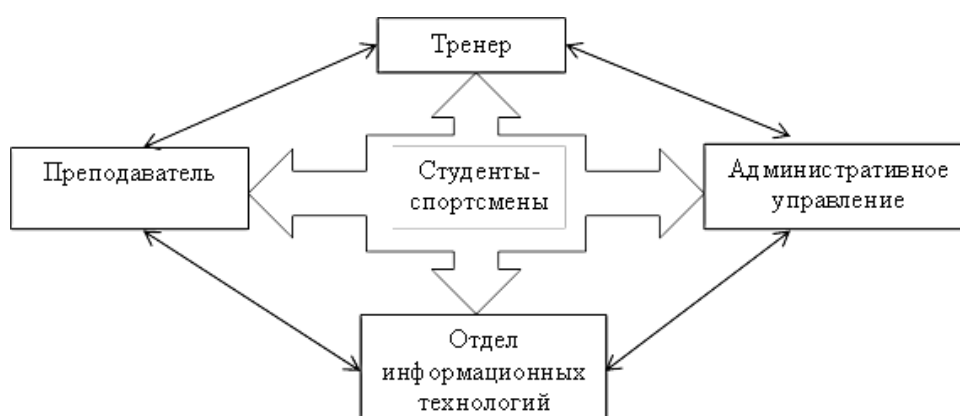 Тренер
Преподаватель
Студенты-
спортсмены
Административное
управление
Отдел
информационных
технологий